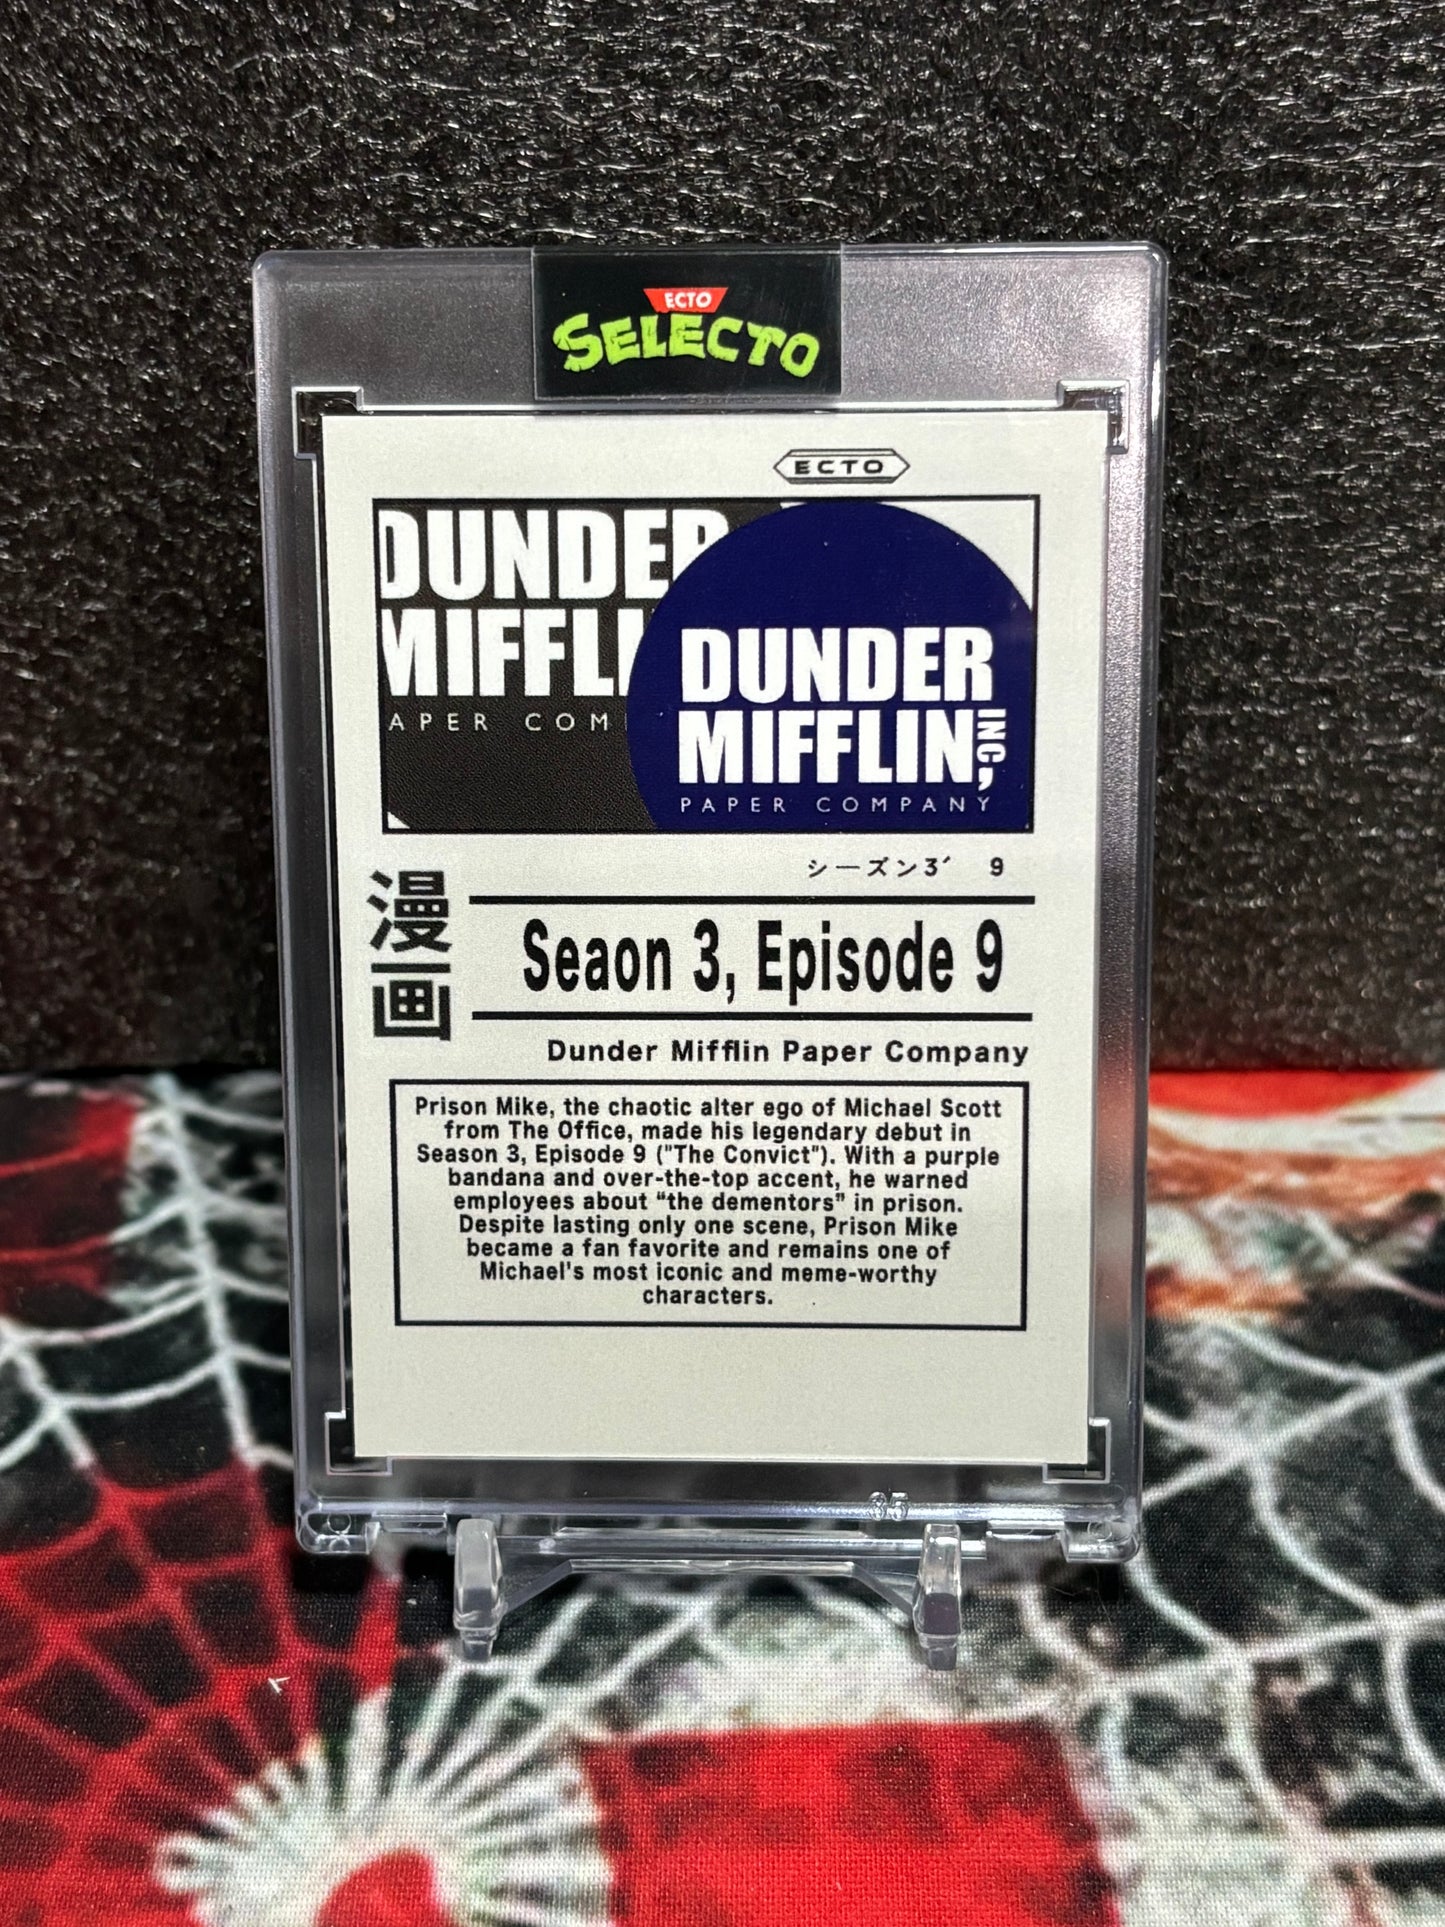 ECTO
SELECTO
ECTO
DUNDER
MIFFLI
APER COM
DUNDER
MIFFLIN
INC,
PAPER COMPANY
シーズン3´ 9
漫画
Seaon 3, Episode 9
Dunder Mifflin Paper Company
Prison Mike, the chaotic alter ego of Michael Scott
from The Office, made his legendary debut in
Season 3, Episode 9 ("The Convict"). With a purple
bandana and over-the-top accent, he warned
employees about “the dementors” in prison.
Despite lasting only one scene, Prison Mike
became a fan favorite and remains one of
Michael's most iconic and meme-worthy
characters.
35